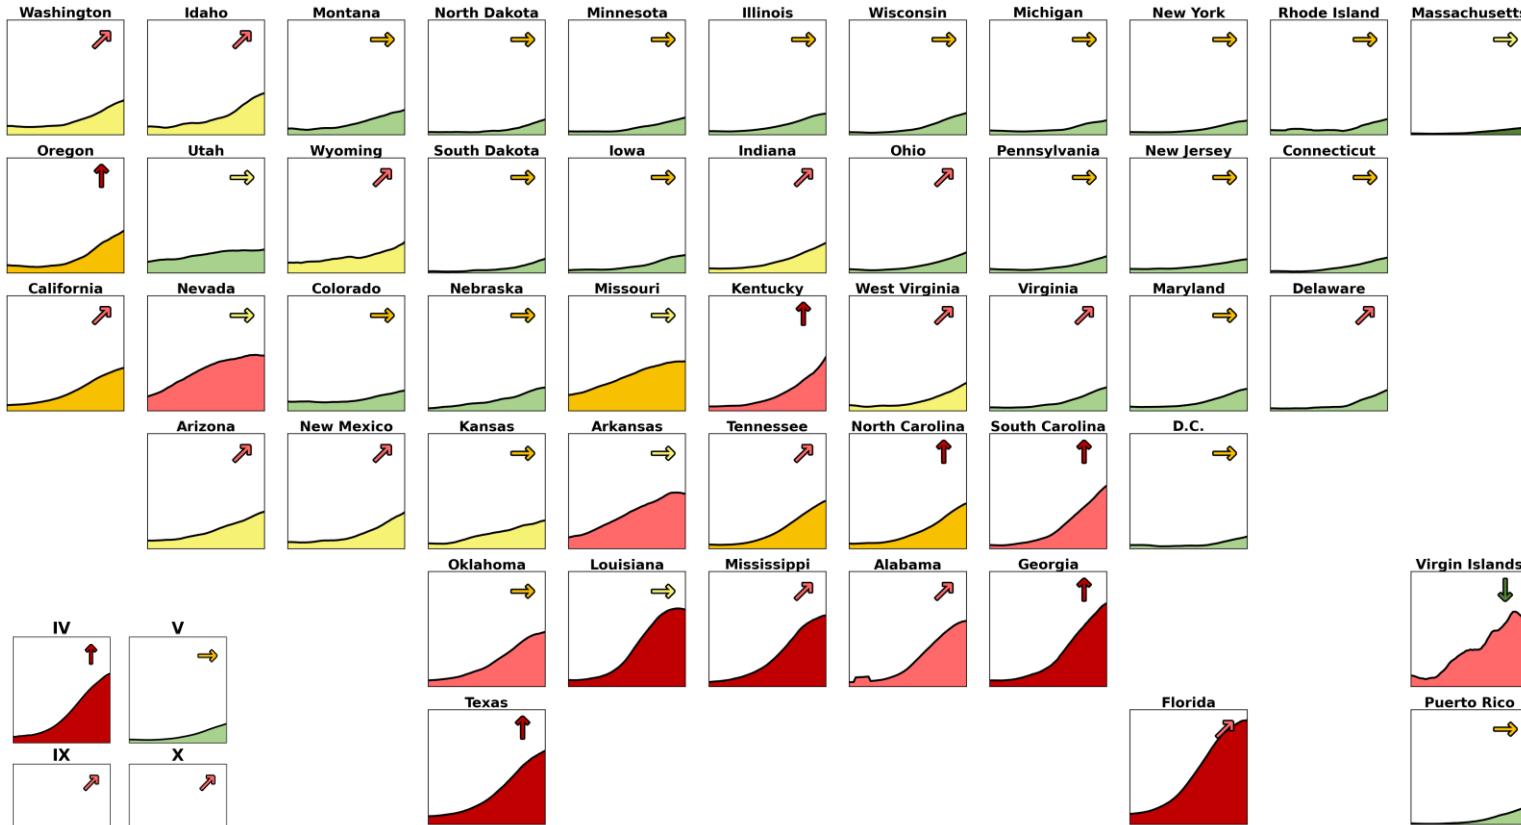 Washington Idaho Montana North Dakota Minnesota Illinois Wisconsin Michigan New York Rhode Island Massachusetts
Oregon Utah Wyoming South Dakota Iowa Indiana Ohio Pennsylvania New Jersey Connecticut
California Nevada Colorado Nebraska Missouri Kentucky West Virginia Virginia Maryland Delaware
Arizona New Mexico Kansas Arkansas Tennessee North Carolina South Carolina D.C.
Oklahoma Louisiana Mississippi Alabama Georgia Virgin Islands
IV V
Texas Florida Puerto Rico
IX X